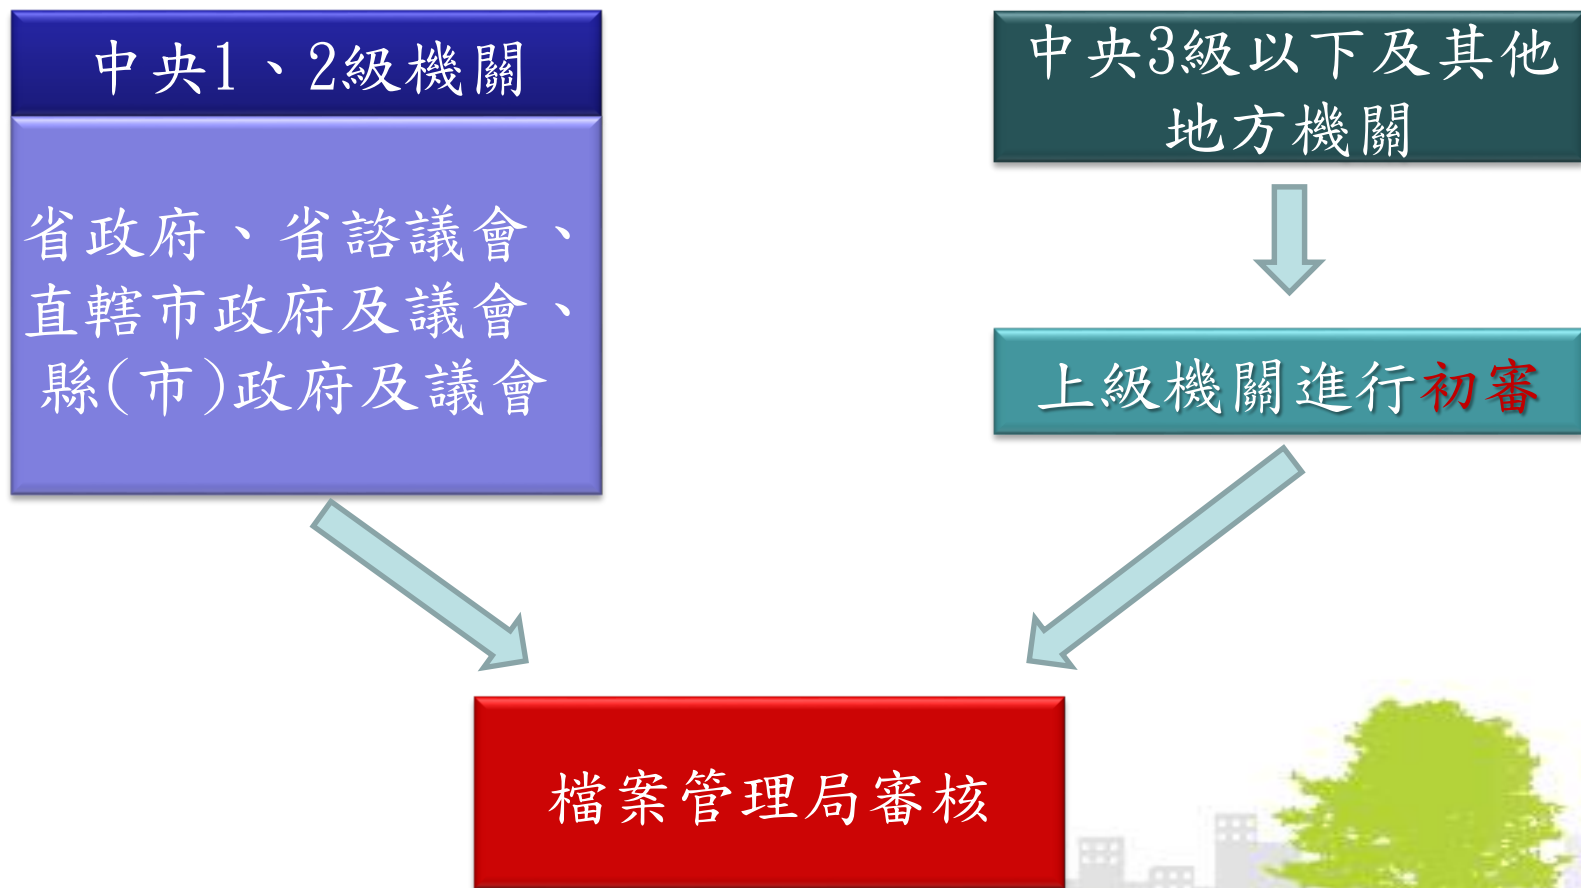 中央1、2級機關
省政府、省諮議會、
直轄市政府及議會、
縣(市)政府及議會
中央3級以下及其他
地方機關
上級機關進行初審
檔案管理局審核